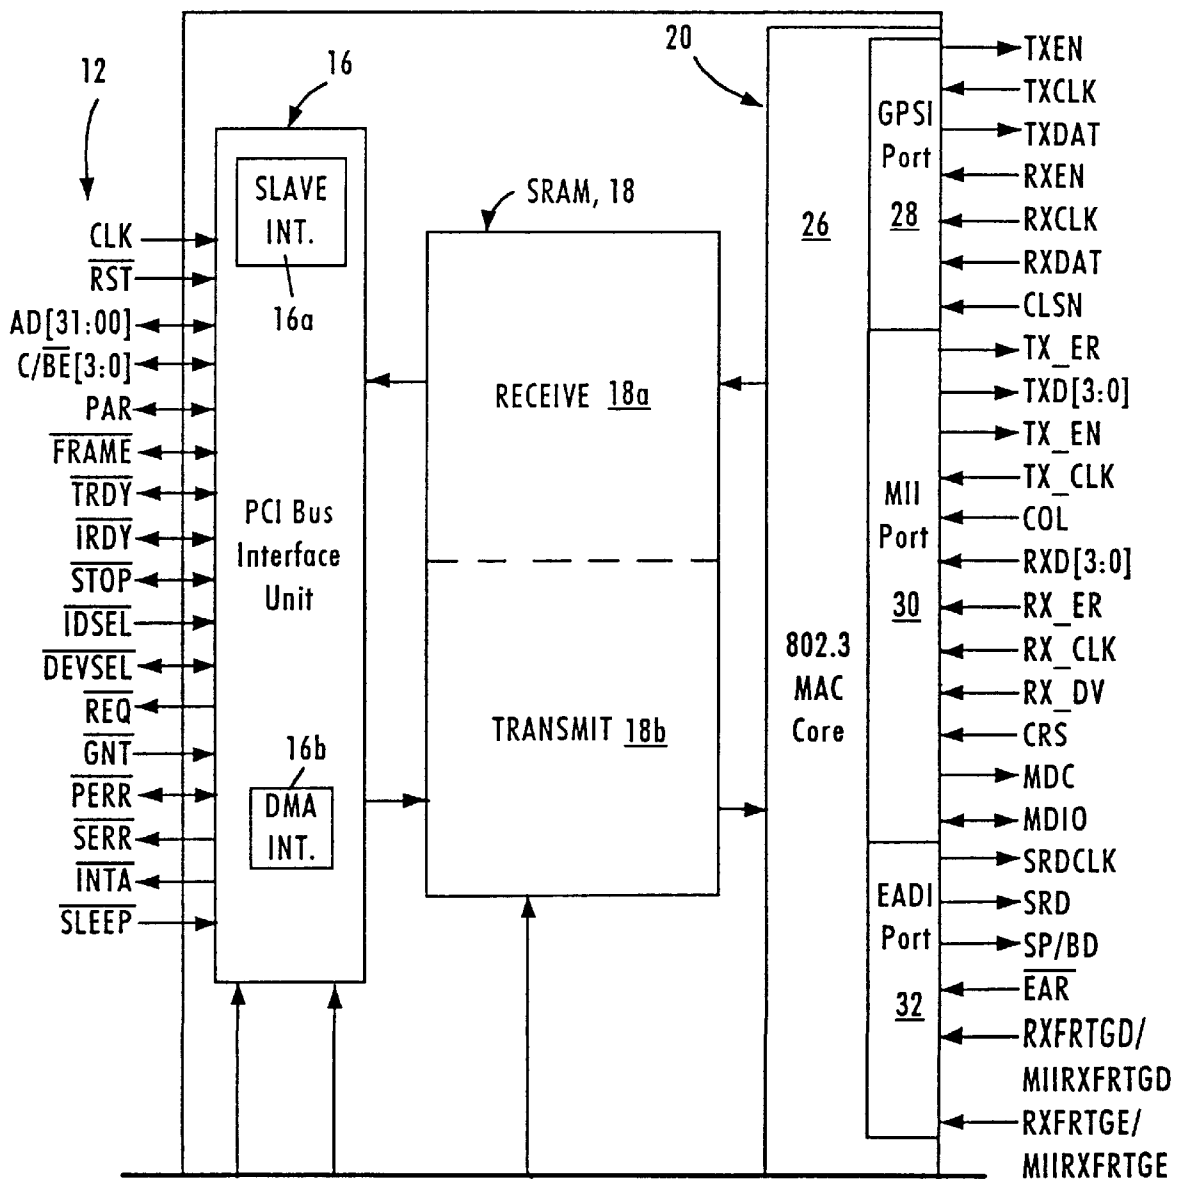 12
CLK
RST
AD[31:00]
C/BE[3:0]
PAR
FRAME
TRDY
IRDY
STOP
IDSEL
DEVSEL
REQ
GNT
PERR
SERR
INTA
SLEEP
16
SLAVE
INT.
16a
PCI Bus
Interface
Unit
16b
DMA
INT.
SRAM, 18
RECEIVE 18a
TRANSMIT 18b
20
26
802.3
MAC
Core
GPSI
Port
28
MII
Port
30
EADI
Port
32
TXEN
TXCLK
TXDAT
RXEN
RXCLK
RXDAT
CLSN
TX_ER
TXD[3:0]
TX_EN
TX_CLK
COL
RXD[3:0]
RX_ER
RX_CLK
RX_DV
CRS
MDC
MDIO
SRDCLK
SRD
SP/BD
EAR
RXFRTGD/
MIIRXFRTGD
RXFRTGE/
MIIRXFRTGE